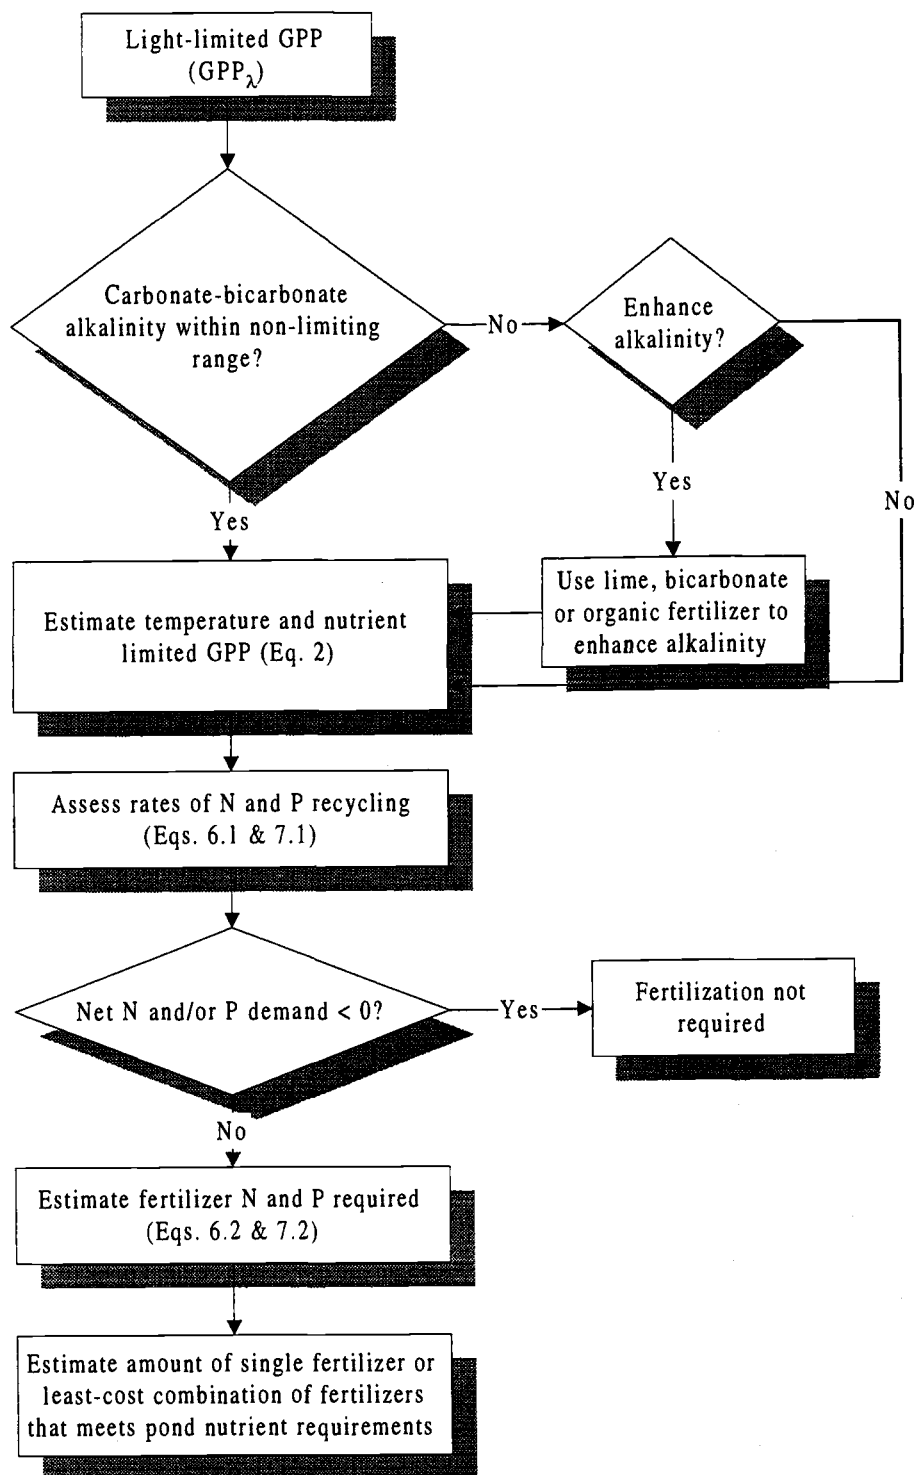 Light-limited GPP
(GPPλ)
Carbonate-bicarbonate
alkalinity within non-limiting
range?
No
Enhance
alkalinity?
Yes
No
Yes
Use lime, bicarbonate
or organic fertilizer to
enhance alkalinity
Estimate temperature and nutrient
limited GPP (Eq. 2)
Assess rates of N and P recycling
(Eqs. 6.1 & 7.1)
Net N and/or P demand < 0?
Yes
Fertilization not
required
No
Estimate fertilizer N and P required
(Eqs. 6.2 & 7.2)
Estimate amount of single fertilizer or
least-cost combination of fertilizers
that meets pond nutrient requirements